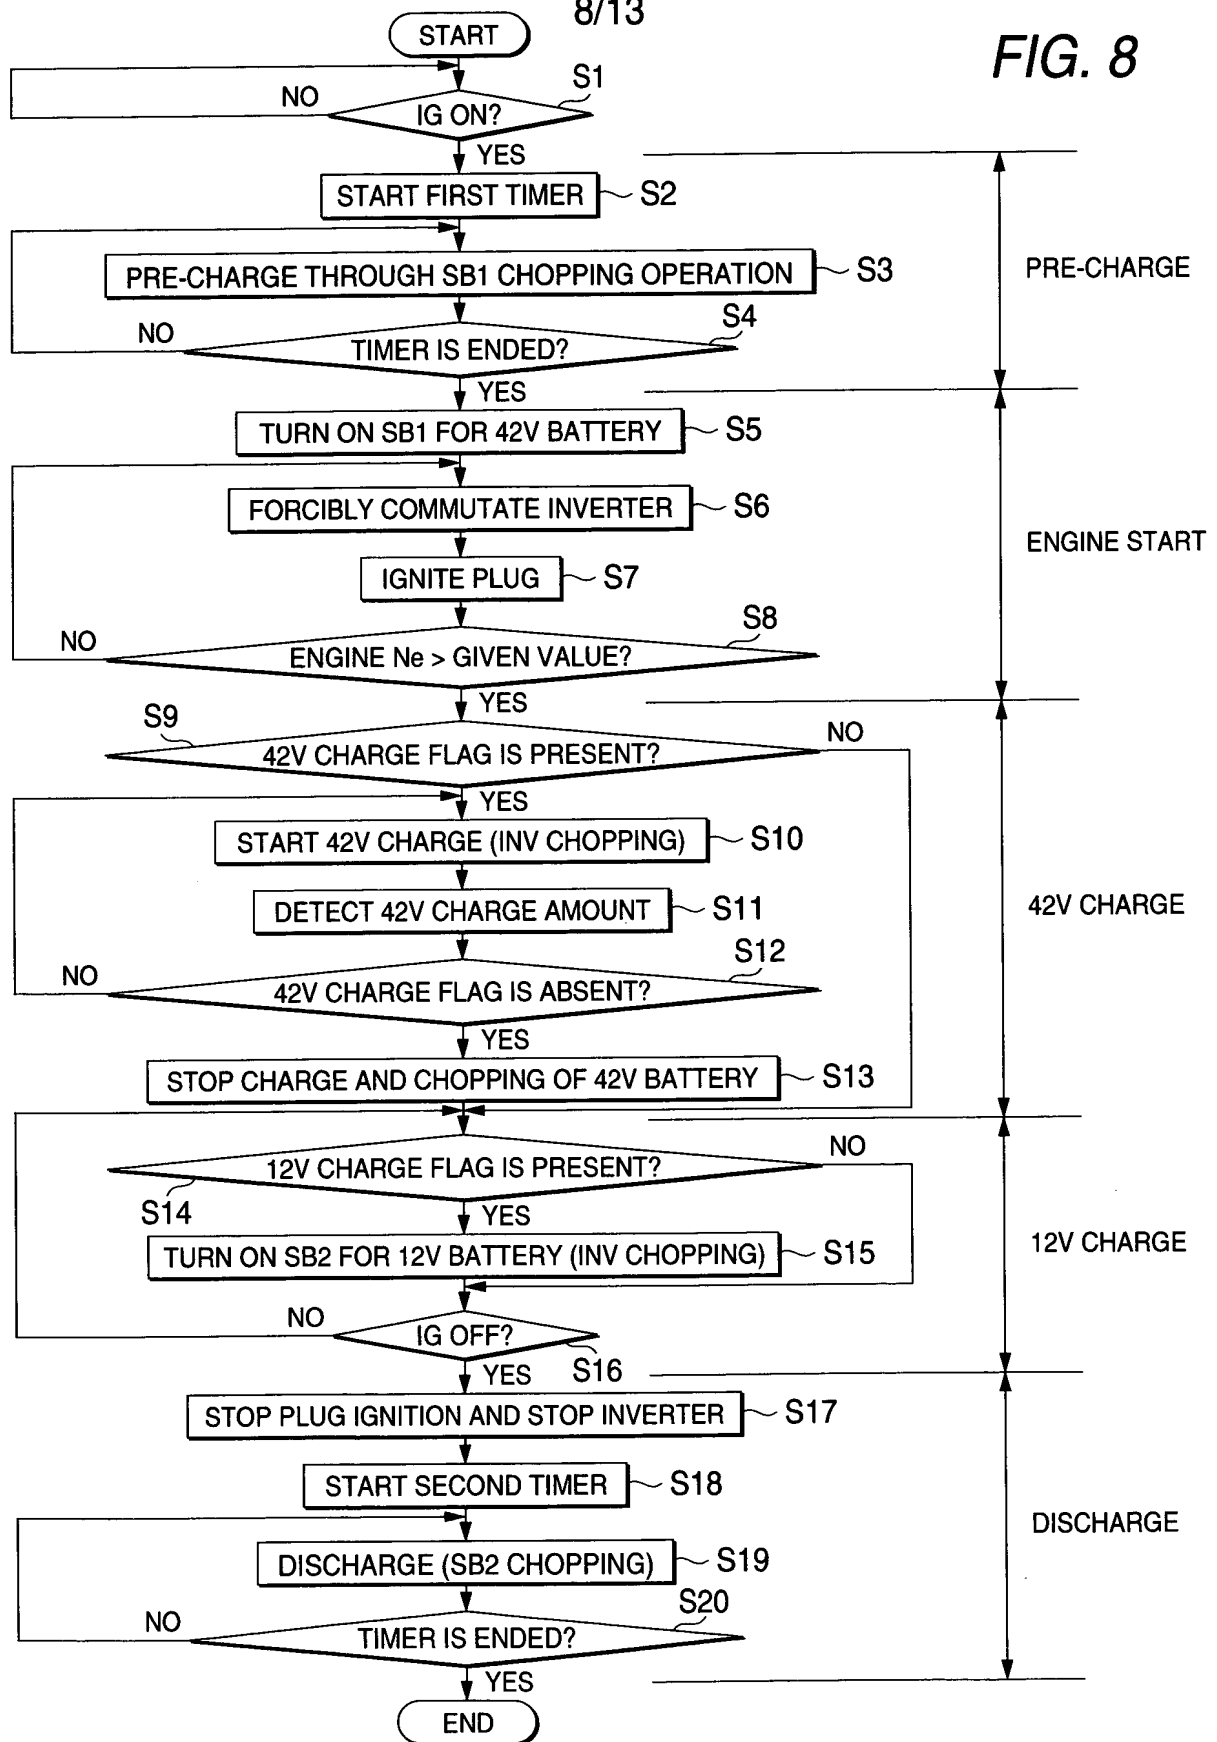 8/13
FIG. 8
START
S1
NO
IG ON?
YES
START FIRST TIMER
S2
PRE-CHARGE THROUGH SB1 CHOPPING OPERATION
S3
PRE-CHARGE
S4
NO
TIMER IS ENDED?
YES
TURN ON SB1 FOR 42V BATTERY
S5
FORCIBLY COMMUTATE INVERTER
S6
ENGINE START
IGNITE PLUG
S7
S8
NO
ENGINE Ne > GIVEN VALUE?
YES
S9
NO
42V CHARGE FLAG IS PRESENT?
YES
START 42V CHARGE (INV CHOPPING)
S10
DETECT 42V CHARGE AMOUNT
S11
42V CHARGE
S12
NO
42V CHARGE FLAG IS ABSENT?
YES
STOP CHARGE AND CHOPPING OF 42V BATTERY
S13
NO
12V CHARGE FLAG IS PRESENT?
S14
YES
TURN ON SB2 FOR 12V BATTERY (INV CHOPPING)
S15
12V CHARGE
NO
IG OFF?
S16
YES
STOP PLUG IGNITION AND STOP INVERTER
S17
START SECOND TIMER
S18
DISCHARGE
DISCHARGE (SB2 CHOPPING)
S19
S20
NO
TIMER IS ENDED?
YES
END